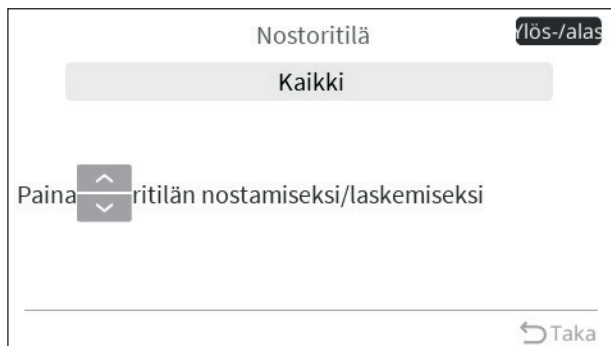 Nostoritilä
Ylös-/alas
Kaikki
Paina ritilän nostamiseksi/laskemiseksi
Taka